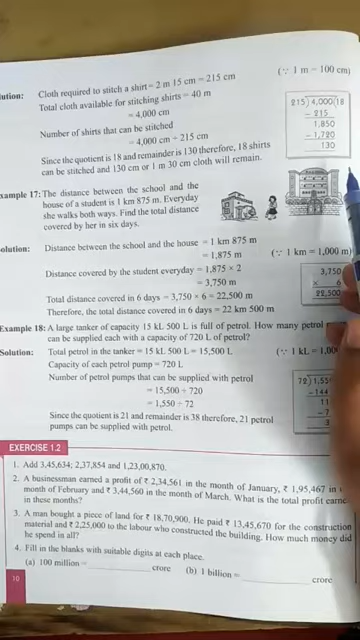 lution: Cloth required to stitch a shirt = 2 m 15 cm = 215 cm (∵ 1 m = 100 cm)
Total cloth available for stitching shirts = 40 m
= 4,000 cm
Number of shirts that can be stitched
= 4,000 cm ÷ 215 cm
Since the quotient is 18 and remainder is 130 therefore, 18 shirts
can be stitched and 130 cm or 1 m 30 cm cloth will remain.
215) 4,000 (18
− 215
1,850
− 1,720
130
xample 17: The distance between the school and the
house of a student is 1 km 875 m. Everyday
she walks both ways. Find the total distance
covered by her in six days.
olution: Distance between the school and the house = 1 km 875 m
= 1,875 m (∵ 1 km = 1,000 m)
Distance covered by the student everyday = 1,875 × 2
= 3,750 m
Total distance covered in 6 days = 3,750 × 6 = 22,500 m
Therefore, the total distance covered in 6 days = 22 km 500 m
3,750
× 6
22,500
Example 18: A large tanker of capacity 15 kL 500 L is full of petrol. How many petrol
can be supplied each with a capacity of 720 L of petrol?
Solution: Total petrol in the tanker = 15 kL 500 L = 15,500 L (∵ 1 kL = 1,00
Capacity of each petrol pump = 720 L
Number of petrol pumps that can be supplied with petrol
= 15,500 ÷ 720
= 1,550 ÷ 72
Since the quotient is 21 and remainder is 38 therefore, 21 petrol
pumps can be supplied with petrol.
72) 1,55
−144
11
−7
3
EXERCISE 1.2
1. Add 3,45,634; 2,37,854 and 1,23,00,870.
2. A businessman earned a profit of ₹ 2,34,561 in the month of January, ₹ 1,95,467 in
month of February and ₹ 3,44,560 in the month of March. What is the total profit earne
in these months?
3. A man bought a piece of land for ₹ 18,70,900. He paid ₹ 13,45,670 for the construction
material and ₹ 2,25,000 to the labour who constructed the building. How much money did
he spend in all?
4. Fill in the blanks with suitable digits at each place.
(a) 100 million = ____________ crore (b) 1 billion = ____________ crore
10